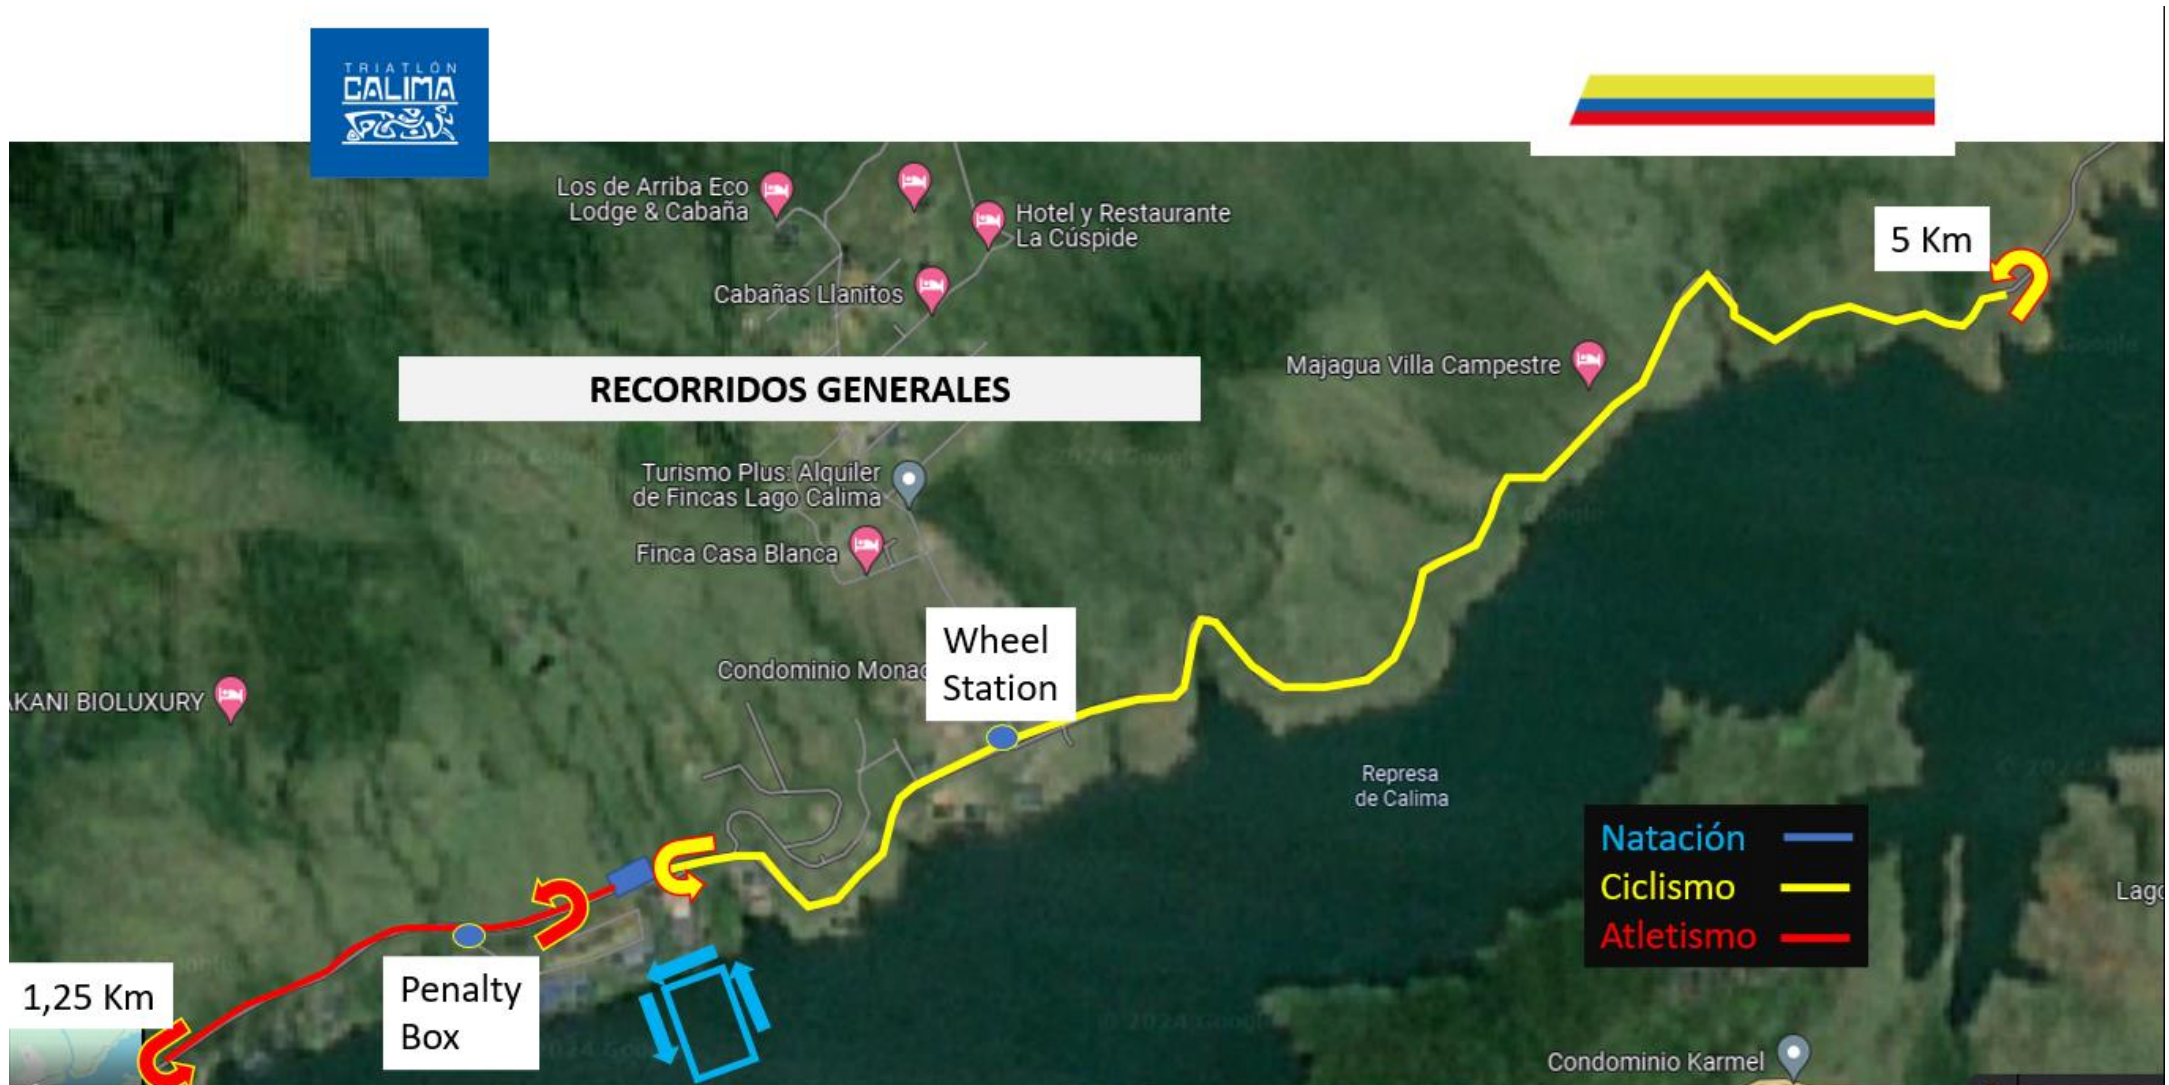 TRIATLÓN
CALIMA
Los de Arriba Eco
Lodge & Cabaña
Hotel y Restaurante
La Cúspide
5 Km
Cabañas Llanitos
Majagua Villa Campestre
RECORRIDOS GENERALES
Turismo Plus: Alquiler
de Fincas Lago Calima
Finca Casa Blanca
Wheel
Station
Condominio Monac
AKANI BIOLUXURY
Represa
de Calima
Natación
Ciclismo
Atletismo
Lago
1,25 Km
Penalty
Box
Condominio Karmel